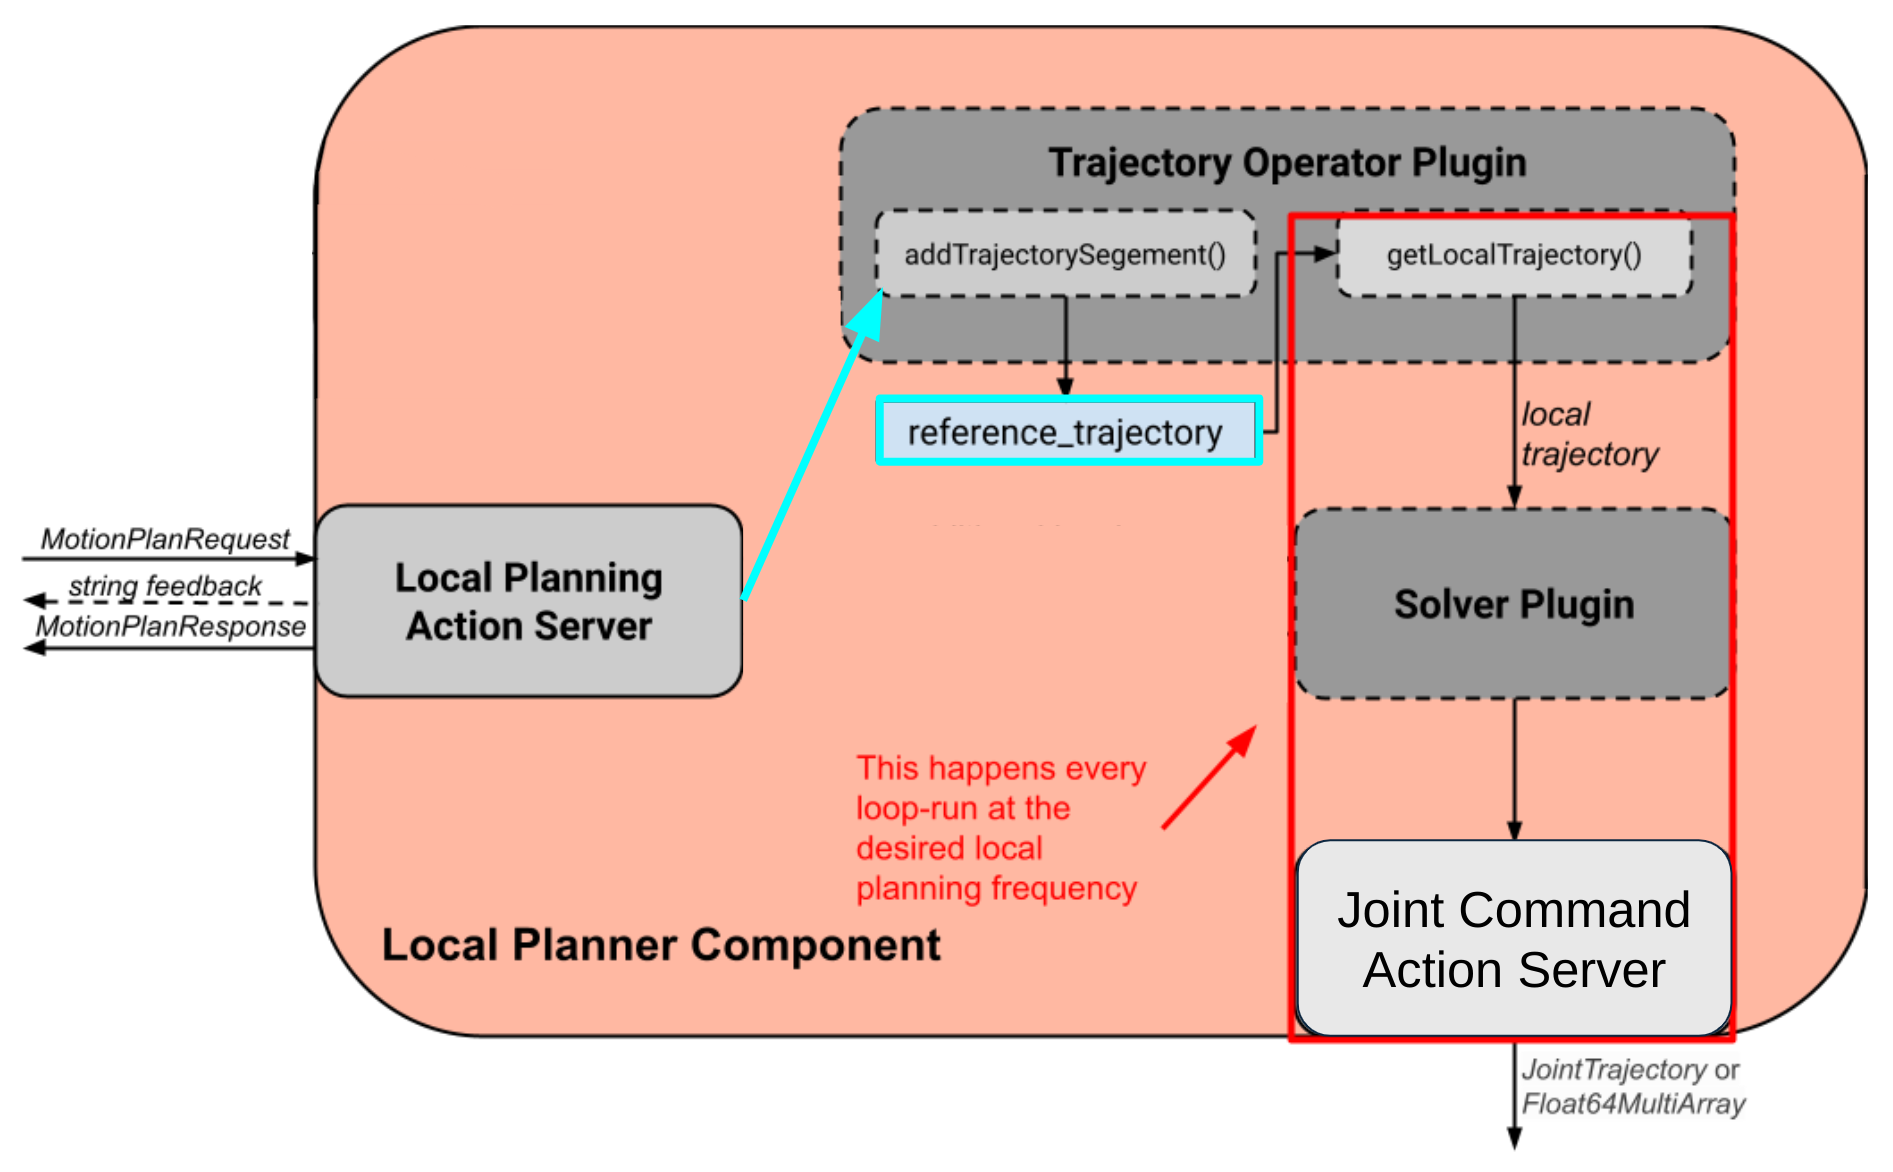 Trajectory Operator Plugin
addTrajectorySegement()
getLocalTrajectory()
reference_trajectory
local
trajectory
MotionPlanRequest
string feedback
MotionPlanResponse
Local Planning
Action Server
Solver Plugin
This happens every
loop-run at the
desired local
planning frequency
Local Planner Component
Joint Command
Action Server
JointTrajectory or
Float64MultiArray